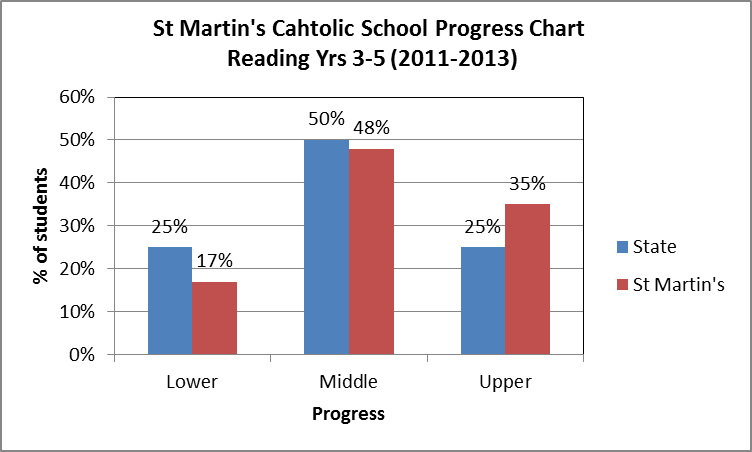 St Martin's Cahtolic School Progress Chart
Reading Yrs 3-5 (2011-2013)
60%
50%
40%
30%
20%
10%
0%
% of students
25%
17%
50%
48%
25%
35%
Lower
Middle
Upper
Progress
State
St Martin's